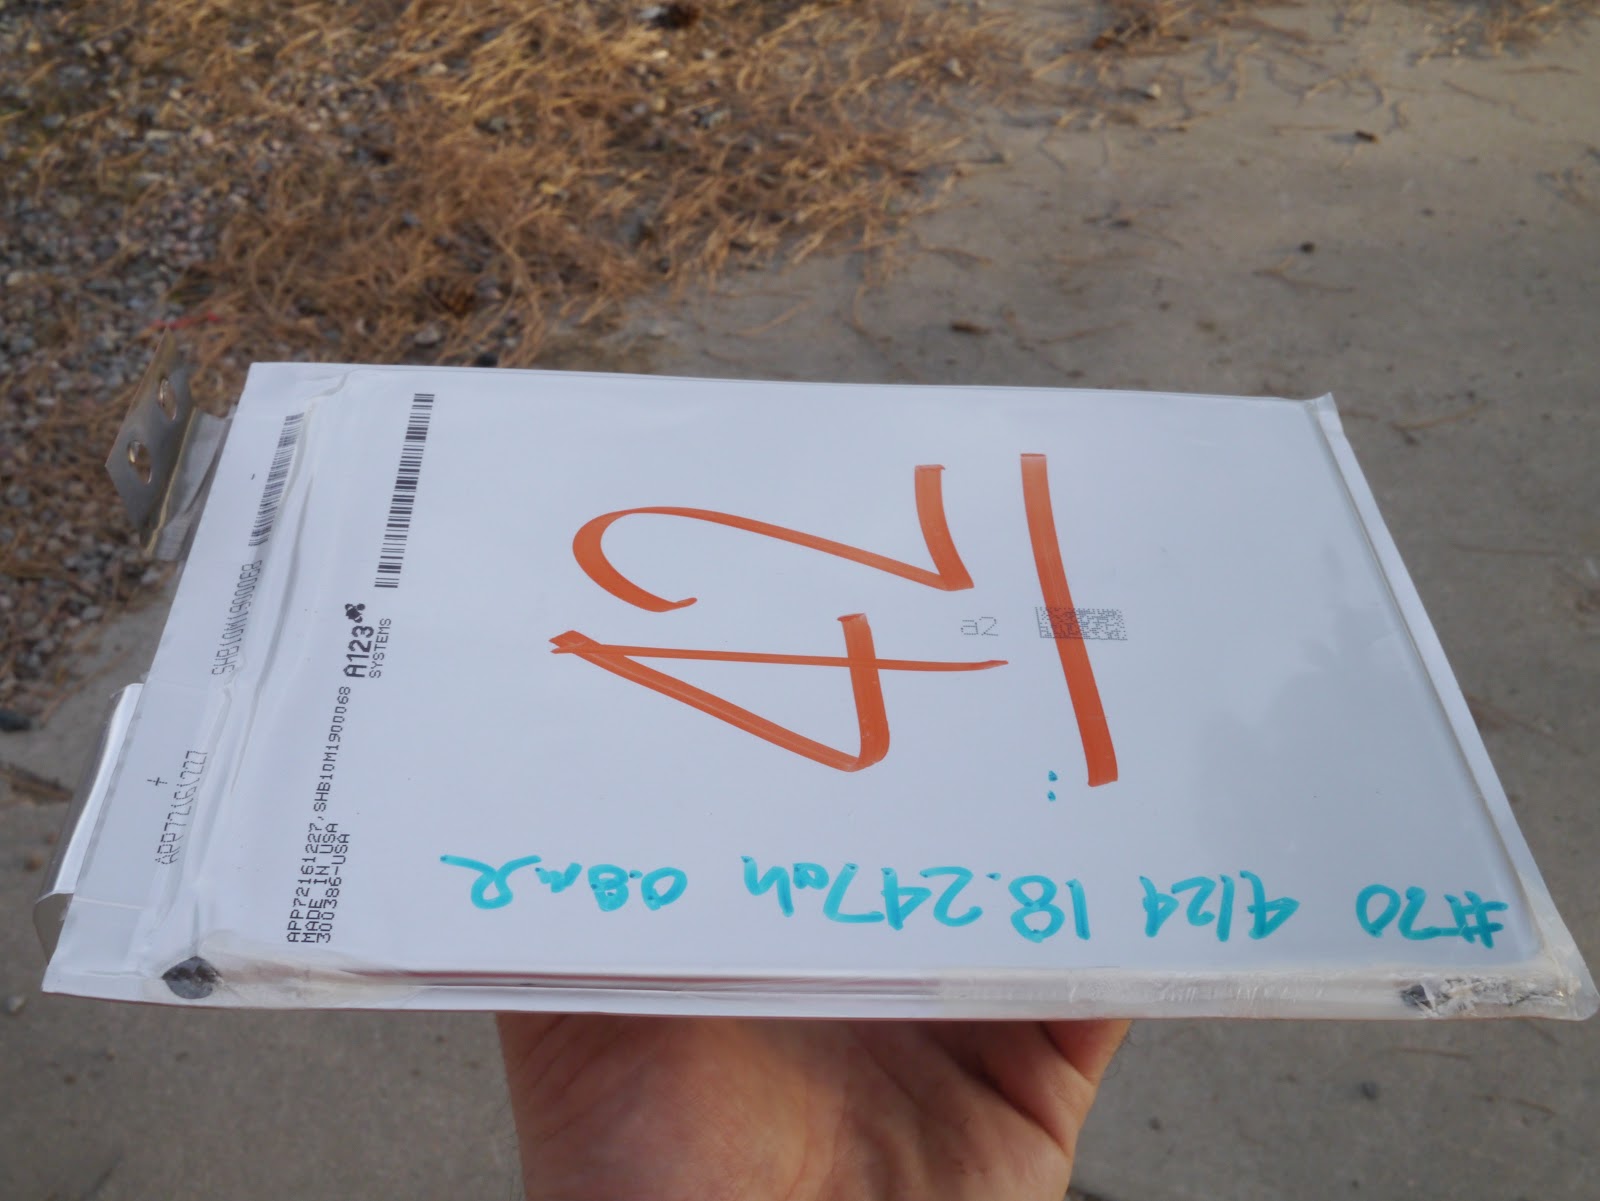 SHB10M1900068
APP72161227
A123
SYSTEMS
APP72161227,SHB10M1900068
MADE IN USA
300386-USA
42
a2
#70 4/24 18.247ah 0.8mΩ